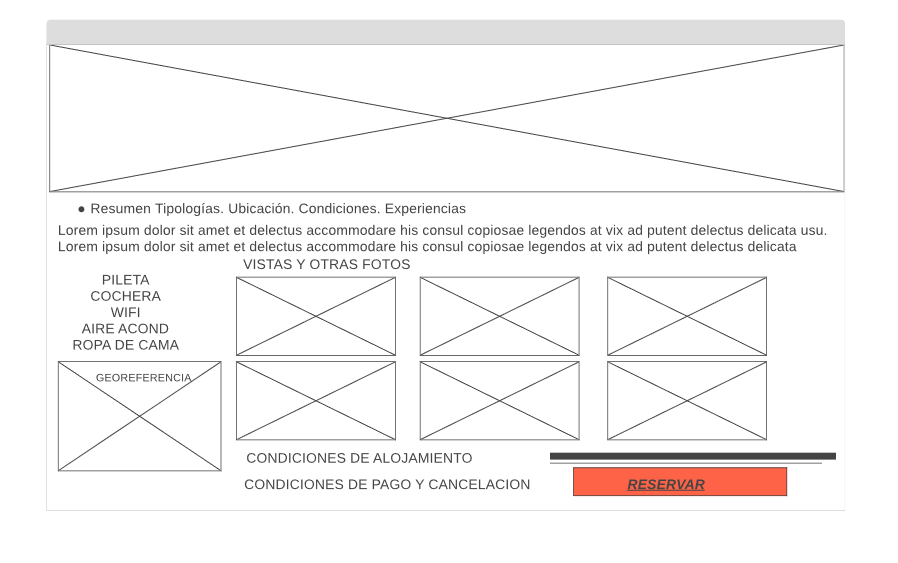 ● Resumen Tipologías. Ubicación. Condiciones. Experiencias
Lorem ipsum dolor sit amet et delectus accommodare his consul copiosae legendos at vix ad putent delectus delicata usu.
Lorem ipsum dolor sit amet et delectus accommodare his consul copiosae legendos at vix ad putent delectus delicata
VISTAS Y OTRAS FOTOS
PILETA
COCHERA
WIFI
AIRE ACOND
ROPA DE CAMA
GEOREFERENCIA
CONDICIONES DE ALOJAMIENTO
CONDICIONES DE PAGO Y CANCELACION
RESERVAR